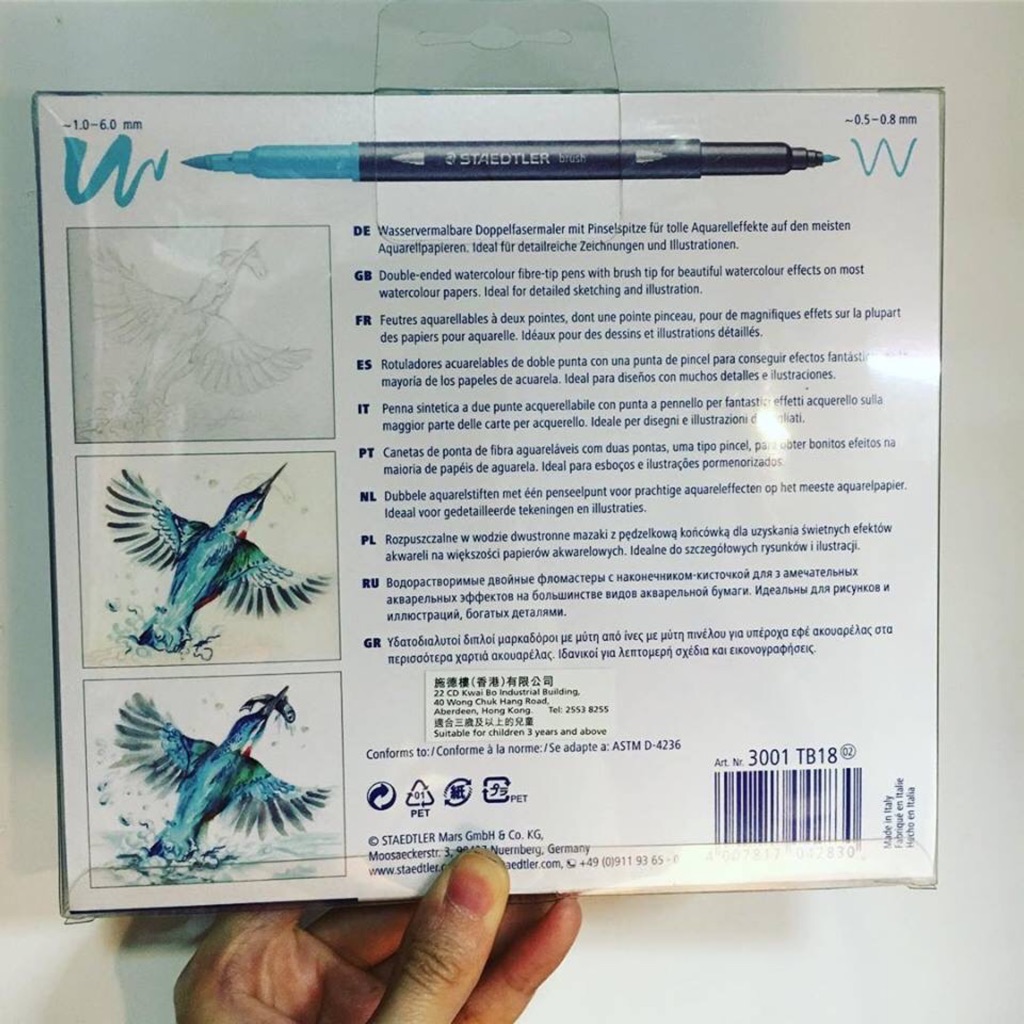 ~1.0–6.0 mm
~0.5–0.8 mm
STAEDTLER brush
DE Wasservermalbare Doppelfasermaler mit Pinselspitze für tolle Aquarelleffekte auf den meisten
Aquarellpapieren. Ideal für detailreiche Zeichnungen und Illustrationen.
GB Double-ended watercolour fibre-tip pens with brush tip for beautiful watercolour effects on most
watercolour papers. Ideal for detailed sketching and illustration.
FR Feutres aquarellables à deux pointes, dont une pointe pinceau, pour de magnifiques effets sur la plupart
des papiers pour aquarelle. Idéaux pour des dessins et illustrations détaillés.
ES Rotuladores acuarelables de doble punta con una punta de pincel para conseguir efectos
mayoría de los papeles de acuarela. Ideal para diseños con muchos detalles e ilustraciones.
IT Penna sintetica a due punte acquerellabile con punta a pennello per fantastici effetti acquerello sulla
maggior parte delle carte per acquerello. Ideale per disegni e illustrazioni
PT Canetas de ponta de fibra aguareláveis com duas pontas, uma tipo pincel, para obter bonitos efeitos na
maioria de papéis de aguarela. Ideal para esboços e ilustrações pormenorizados.
NL Dubbele aquarelstiften met één penseelpunt voor prachtige aquareleffecten op het meeste aquarelpapier.
Ideaal voor gedetailleerde tekeningen en illustraties.
PL Rozpuszczalne w wodzie dwustronne mazaki z pędzelkową końcówką dla uzyskania świetnych efektów
akwareli na większości papierów akwarelowych. Idealne do szczegółowych rysunków i ilustracji.
RU Водорастворимые двойные фломастеры с наконечником-кисточкой для з амечательных
акварельных эффектов на большинстве видов акварельной бумаги. Идеальны для рисунков и
иллюстраций, богатых деталями.
GR Υδατοδιαλυτοί διπλοί μαρκαδόροι με μύτη από ίνες με μύτη πινέλου για υπέροχα εφέ ακουαρέλας στα
περισσότερα χαρτιά ακουαρέλας. Ιδανικοί για λεπτομερή σχέδια και εικονογραφήσεις.
施德樓(香港)有限公司
22 CD Kwai Bo Industrial Building,
40 Wong Chuk Hang Road,
Aberdeen, Hong Kong. Tel: 2553 8255
適合三歲及以上的兒童
Suitable for children 3 years and above
Conforms to:/Conforme à la norme:/Se adapte a: ASTM D-4236
Art. Nr. 3001 TB18 02
01
PET
紙
PET
Made in Italy
Fabriqué en Italie
Hecho en Italia
© STAEDTLER Mars GmbH & Co. KG,
Moosaeckerstr. 3, Nuernberg, Germany
4 007817 042830
+49 (0)911 93 65